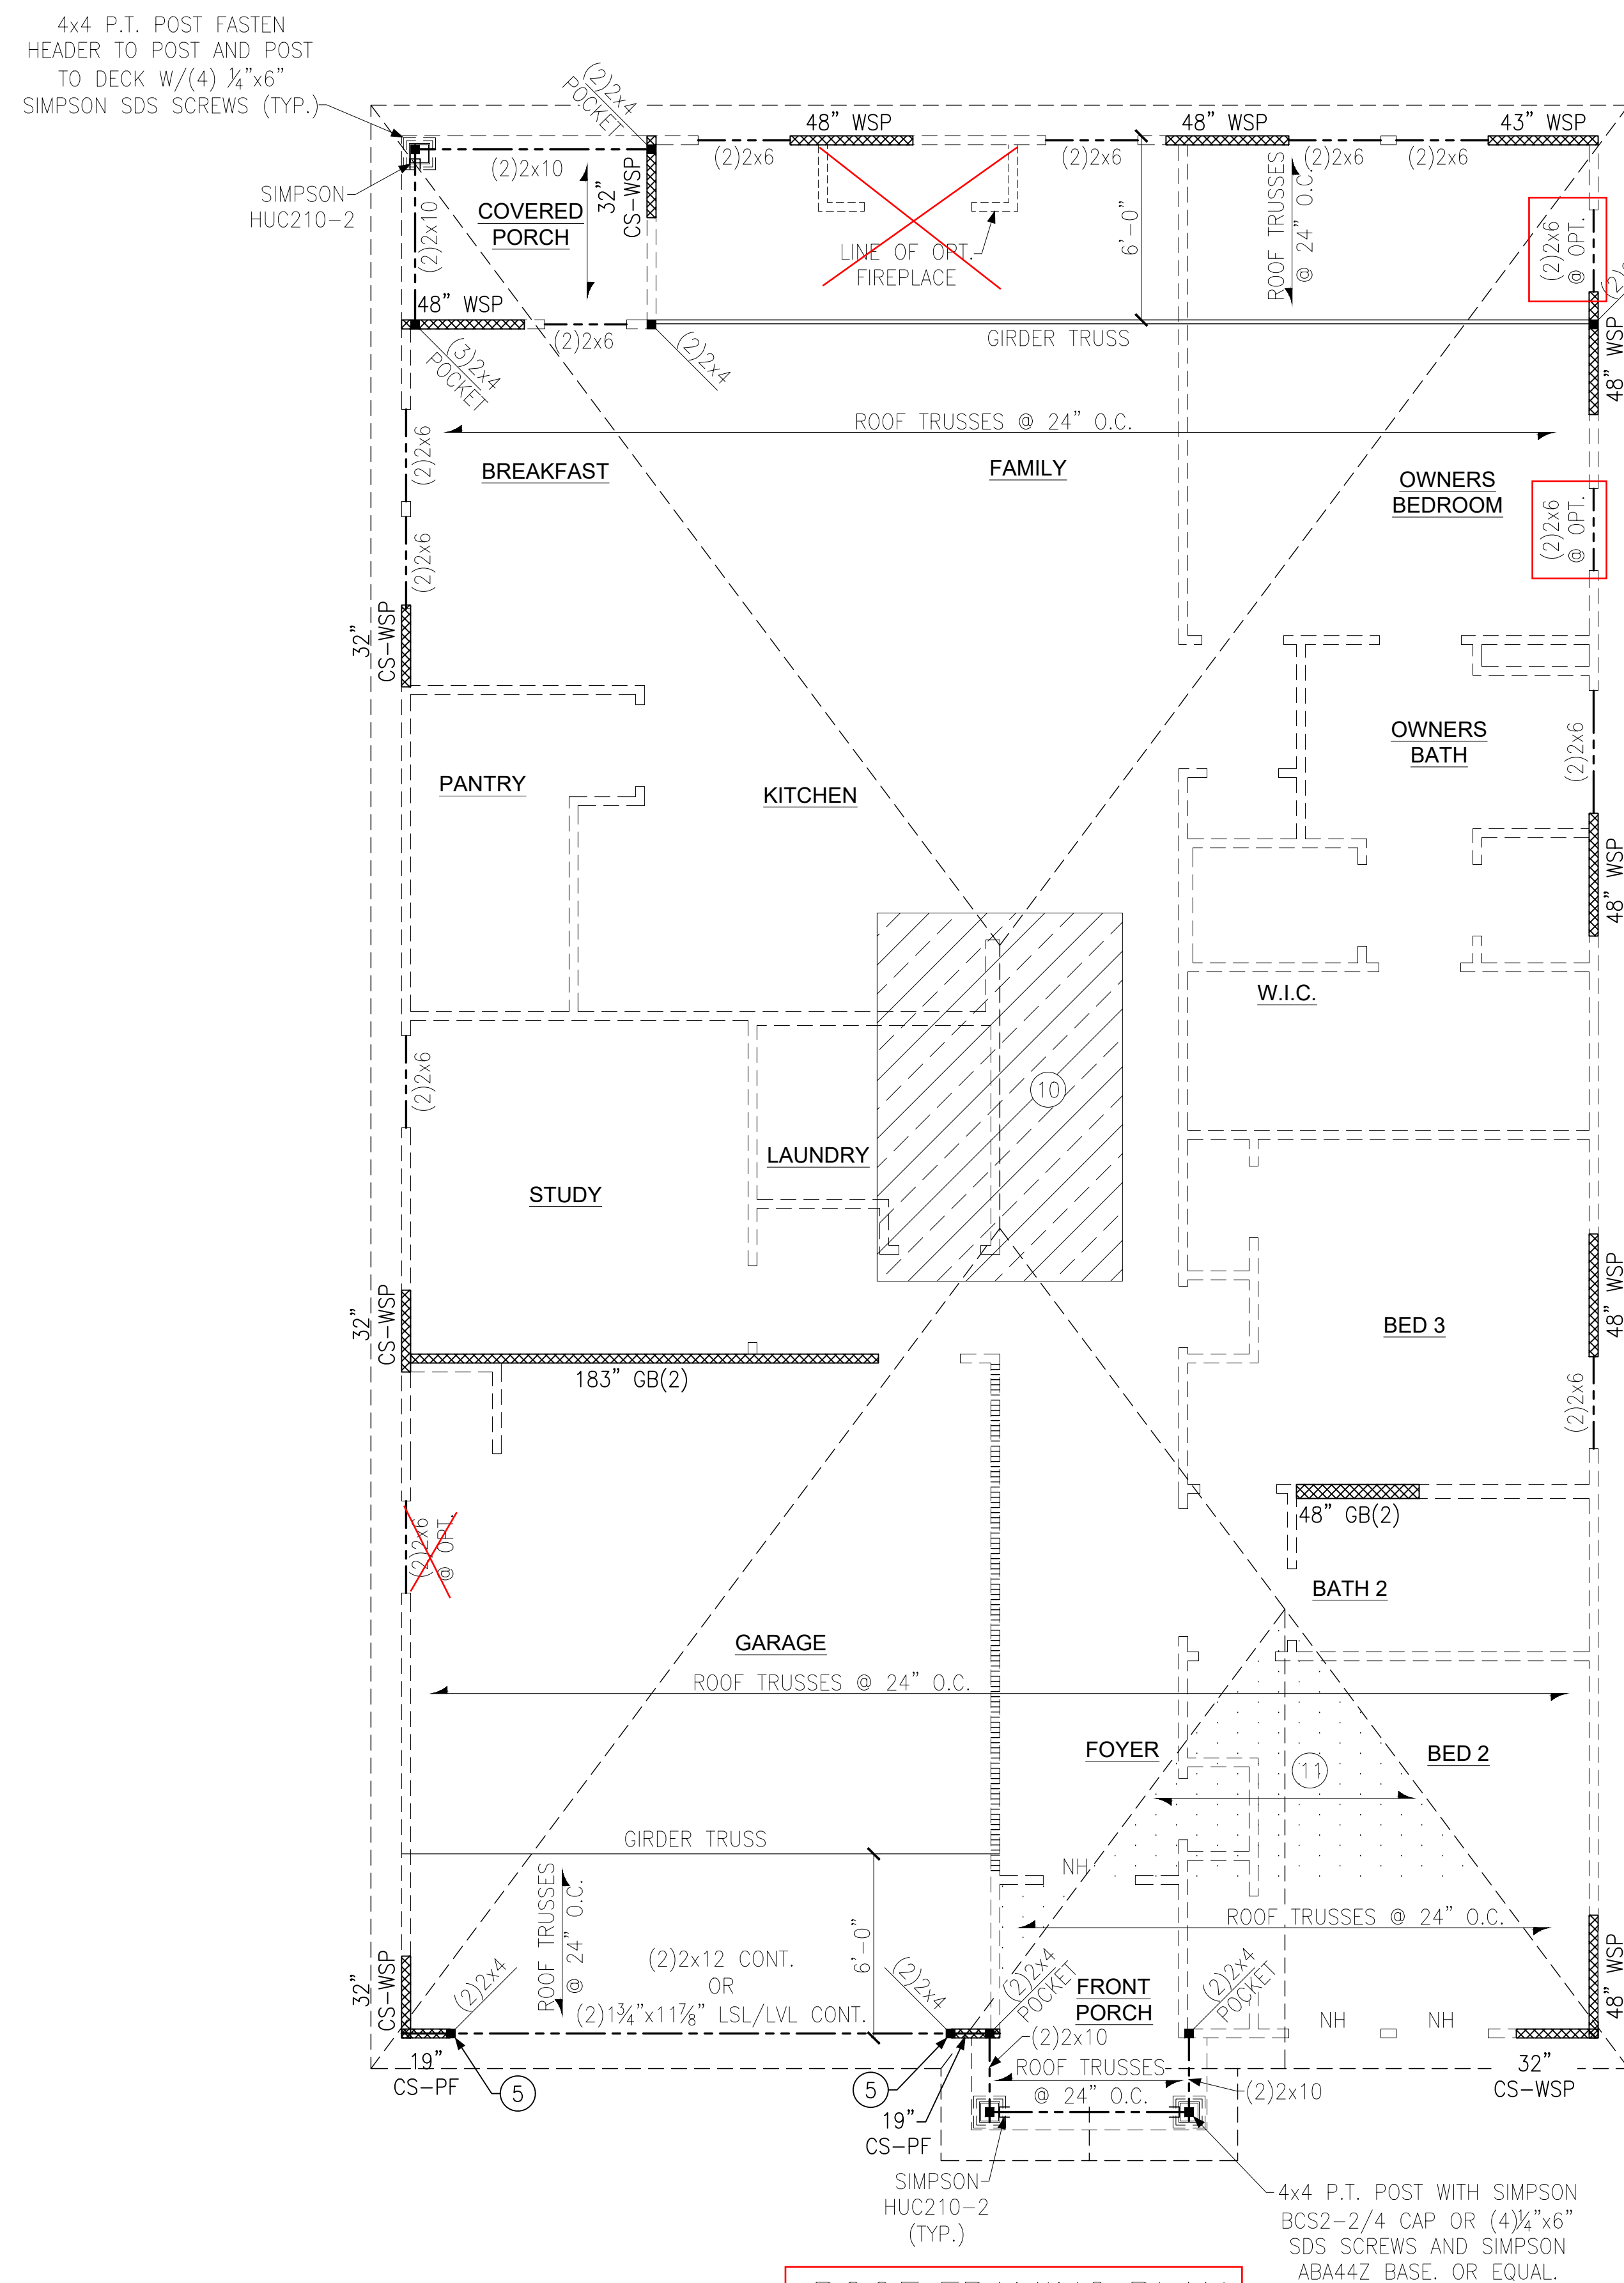 4x4 P.T. POST FASTEN
HEADER TO POST AND POST
TO DECK W/(4) ¼"x6"
SIMPSON SDS SCREWS (TYP.)
(2)2x4
POCKET
48" WSP
48" WSP
43" WSP
(2)2x6
(2)2x6
(2)2x6
(2)2x6
(2)2x10
SIMPSON
HUC210-2
(2)2x10
COVERED
PORCH
32"
CS-WSP
LINE OF OPT.
FIREPLACE
6'-0"
ROOF TRUSSES
@ 24" O.C.
(2)2x6
@ OPT.
48" WSP
(2)2x6
GIRDER TRUSS
(3)2x4
POCKET
(2)2x4
48" WSP
ROOF TRUSSES @ 24" O.C.
(2)2x6
BREAKFAST
FAMILY
OWNERS
BEDROOM
(2)2x6
@ OPT.
(2)2x6
32"
CS-WSP
OWNERS
BATH
(2)2x6
PANTRY
KITCHEN
48" WSP
W.I.C.
(2)2x6
10
LAUNDRY
STUDY
48" WSP
32"
CS-WSP
BED 3
183" GB(2)
(2)2x6
48" GB(2)
(2)2x6
@ OPT.
BATH 2
GARAGE
ROOF TRUSSES @ 24" O.C.
FOYER
BED 2
11
GIRDER TRUSS
NH
ROOF TRUSSES
@ 24" O.C.
6'-0"
ROOF TRUSSES @ 24" O.C.
32"
CS-WSP
(2)2x4
(2)2x12 CONT.
OR
(2)1¾"x11⅞" LSL/LVL CONT.
(2)2x4
(2)2x4
POCKET
FRONT
PORCH
(2)2x4
POCKET
NH
NH
48" WSP
19"
CS-PF
5
5
19"
CS-PF
(2)2x10
ROOF TRUSSES
@ 24" O.C.
(2)2x10
32"
CS-WSP
SIMPSON
HUC210-2
(TYP.)
4x4 P.T. POST WITH SIMPSON
BCS2-2/4 CAP OR (4)¼"x6"
SDS SCREWS AND SIMPSON
ABA44Z BASE. OR EQUAL.